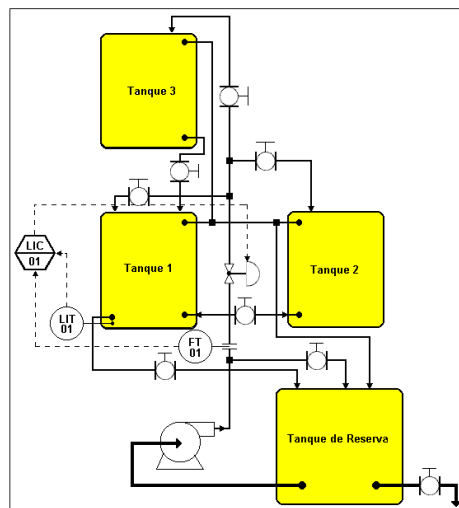 Tanque 3
LIC
01
Tanque 1
Tanque 2
LIT
01
FT
01
Tanque de Reserva